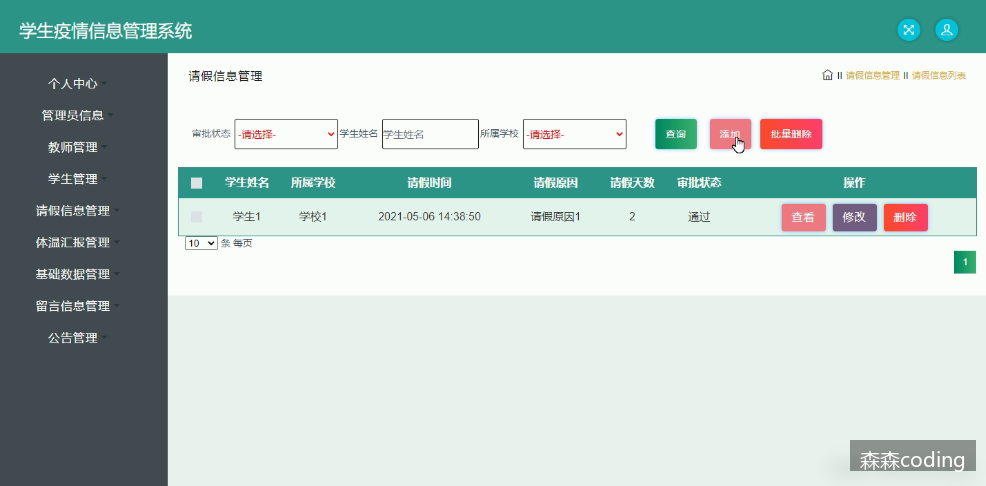 学生疫情信息管理系统
个人中心
管理员信息
教师管理
学生管理
请假信息管理
体温汇报管理
基础数据管理
留言信息管理
公告管理
请假信息管理
请假信息管理 请假信息列表
审批状态 -请选择- 学生姓名 学生姓名 所属学校 -请选择- 查询 添加 批量删除
学生姓名 所属学校 请假时间 请假原因 请假天数 审批状态 操作
学生1 学校1 2021-05-06 14:38:50 请假原因1 2 通过 查看 修改 删除
10 条 每页
1
森森coding